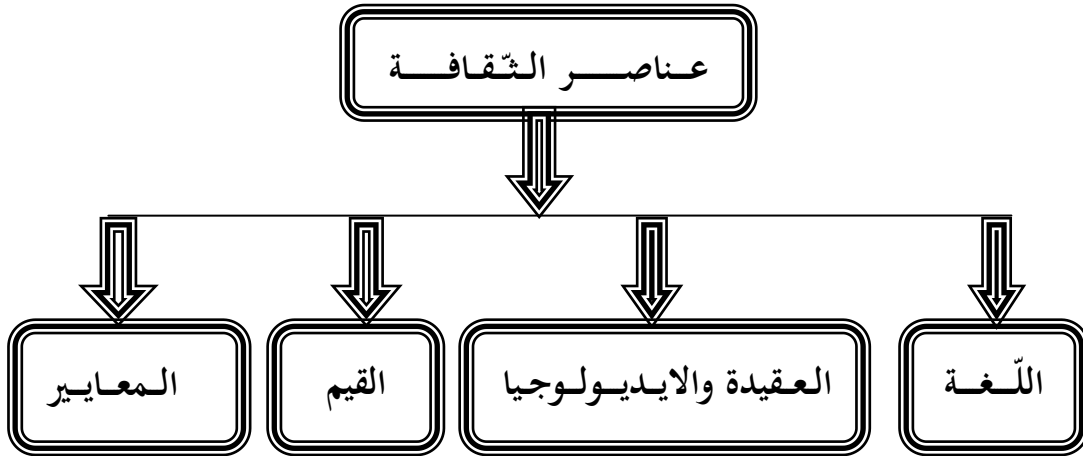 عناصر الثّقافة
اللّغة
العقيدة والايديولوجيا
القيم
المعايير